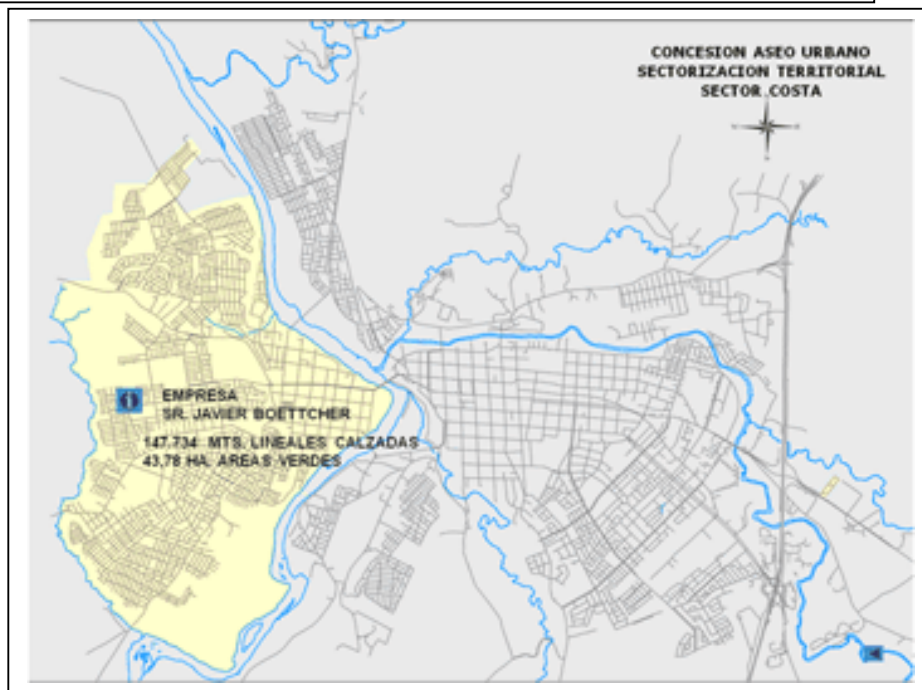 CONCESION ASEO URBANO
SECTORIZACION TERRITORIAL
SECTOR COSTA
EMPRESA
SR. JAVIER BOETTCHER
147.734 MTS. LINEALES CALZADAS
43,78 HA. AREAS VERDES